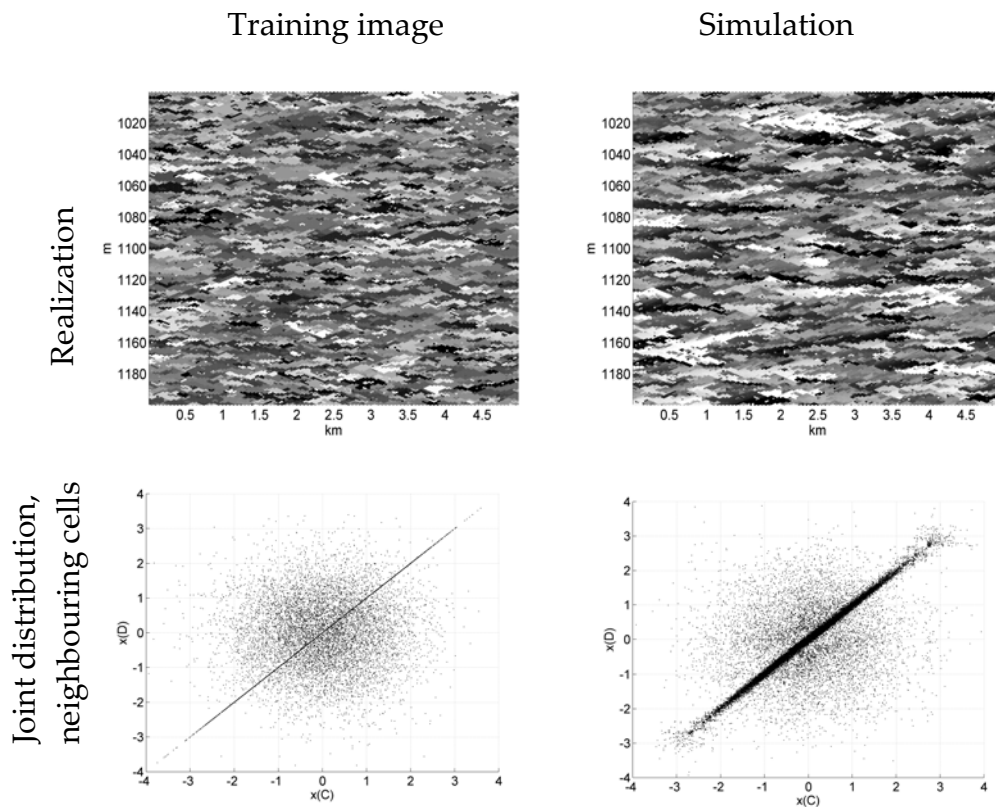 Training image
Simulation
Realization
m
1020
1040
1060
1080
1100
1120
1140
1160
1180
0.5 1 1.5 2 2.5 3 3.5 4 4.5
km
m
1020
1040
1060
1080
1100
1120
1140
1160
1180
0.5 1 1.5 2 2.5 3 3.5 4 4.5
km
Joint distribution,
neighbouring cells
x(D)
4
3
2
1
0
-1
-2
-3
-4
-4 -3 -2 -1 0 1 2 3 4
x(C)
x(D)
4
3
2
1
0
-1
-2
-3
-4
-4 -3 -2 -1 0 1 2 3 4
x(C)